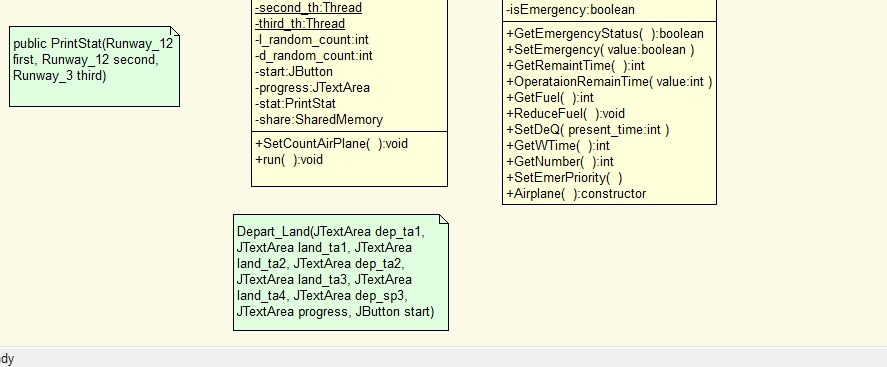 public PrintStat(Runway_12
first, Runway_12 second,
Runway_3 third)
-second_th:Thread
-third_th:Thread
-l_random_count:int
-d_random_count:int
-start:JButton
-progress:JTextArea
-stat:PrintStat
-share:SharedMemory
+SetCountAirPlane(  ):void
+run(  ):void
Depart_Land(JTextArea dep_ta1,
JTextArea land_ta1, JTextArea
land_ta2, JTextArea dep_ta2,
JTextArea land_ta3, JTextArea
land_ta4, JTextArea dep_sp3,
JTextArea progress, JButton start)
-isEmergency:boolean
+GetEmergencyStatus(  ):boolean
+SetEmergency( value:boolean )
+GetRemaintTime(  ):int
+OperataionRemainTime( value:int )
+GetFuel(  ):int
+ReduceFuel(  ):void
+SetDeQ( present_time:int )
+GetWTime(  ):int
+GetNumber(  ):int
+SetEmerPriority(  )
+Airplane(  ):constructor
dy